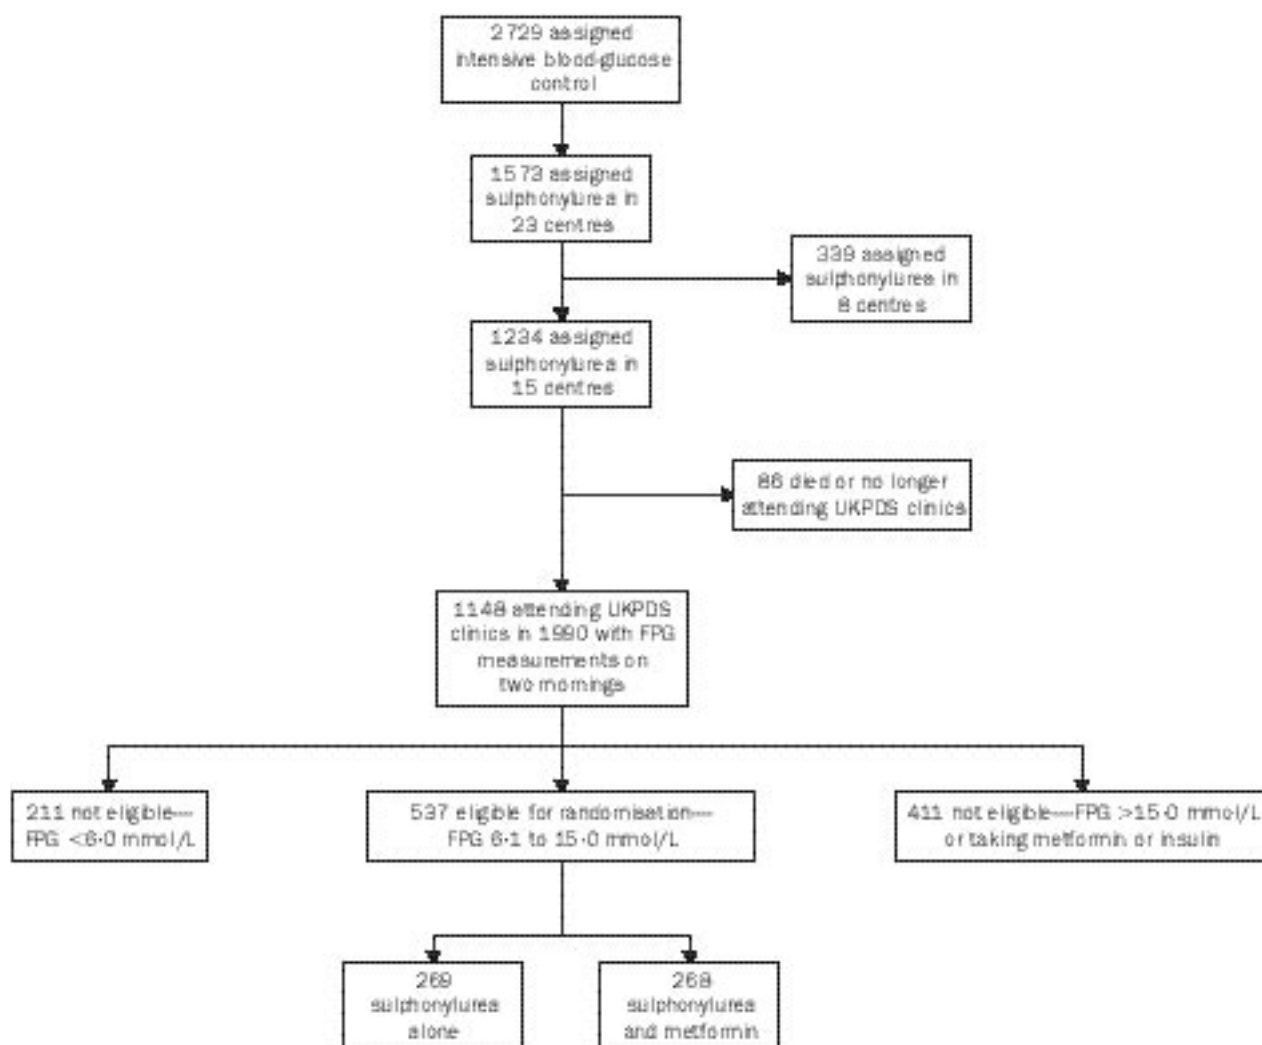 2729 assigned
intensive blood-glucose
control
1573 assigned
sulphonylurea in
23 centres
339 assigned
sulphonylurea in
8 centres
1234 assigned
sulphonylurea in
15 centres
86 died or no longer
attending UKPDS clinics
1148 attending UKPDS
clinics in 1990 with FPG
measurements on
two mornings
211 not eligible—
FPG <6·0 mmol/L
537 eligible for randomisation—
FPG 6·1 to 15·0 mmol/L
411 not eligible—FPG >15·0 mmol/L
or taking metformin or insulin
269
sulphonylurea
alone
268
sulphonylurea
and metformin